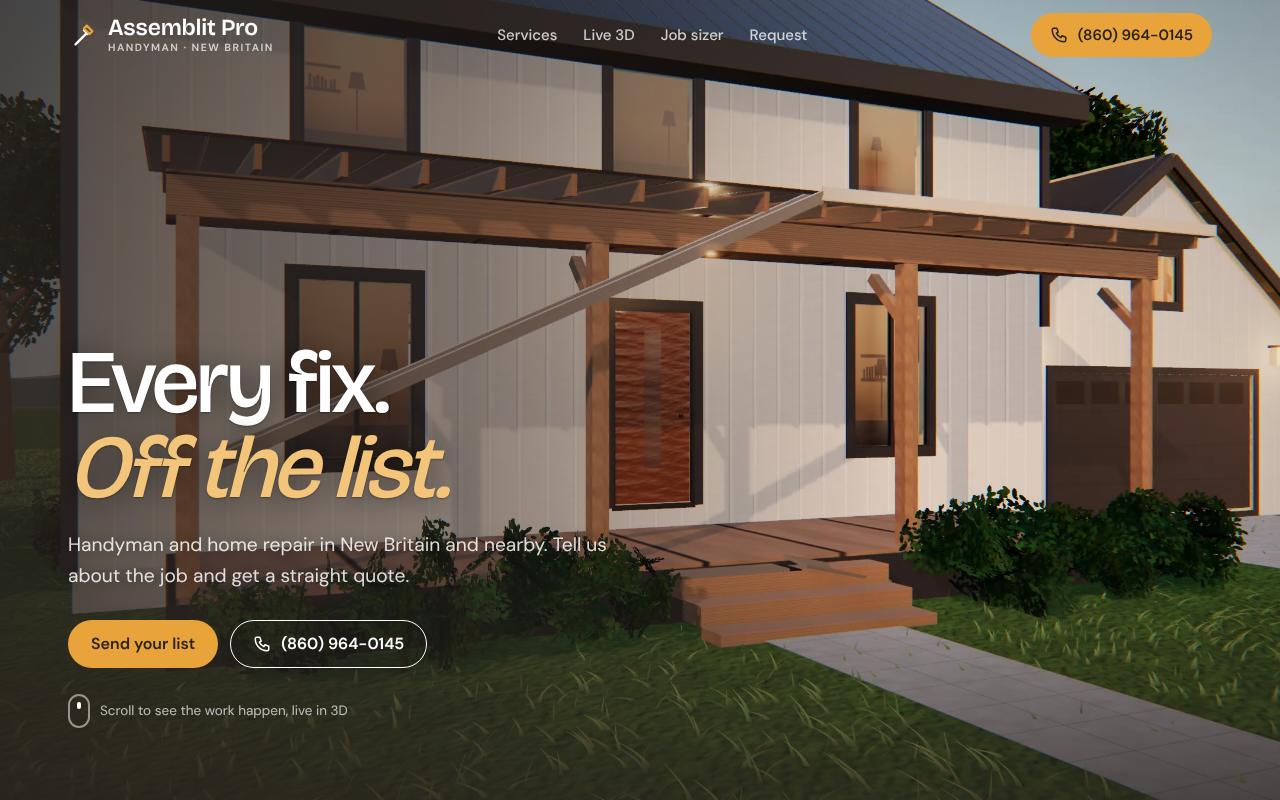 Assemblit Pro
HANDYMAN · NEW BRITAIN
Services
Live 3D
Job sizer
Request
(860) 964-0145
Every fix.
Off the list.
Handyman and home repair in New Britain and nearby. Tell us
about the job and get a straight quote.
Send your list
(860) 964-0145
Scroll to see the work happen, live in 3D